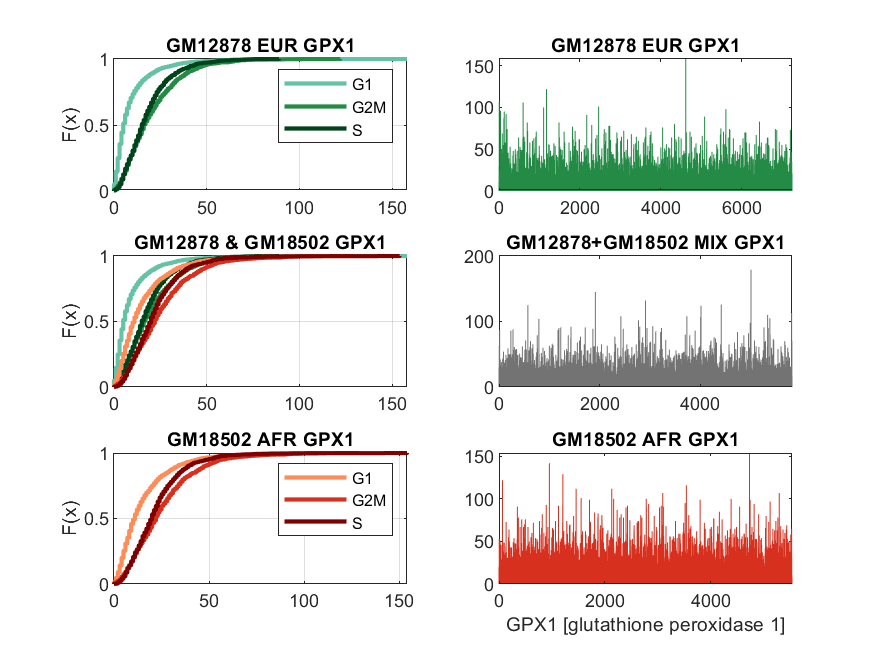 GM12878 EUR GPX1
F(x)
1
0.5
0
0 50 100 150
G1
G2M
S
GM12878 EUR GPX1
150
100
50
0
0 2000 4000 6000
GM12878 & GM18502 GPX1
F(x)
1
0.5
0
0 50 100 150
GM12878+GM18502 MIX GPX1
200
100
0
0 2000 4000
GM18502 AFR GPX1
F(x)
1
0.5
0
0 50 100 150
G1
G2M
S
GM18502 AFR GPX1
150
100
50
0
0 2000 4000
GPX1 [glutathione peroxidase 1]